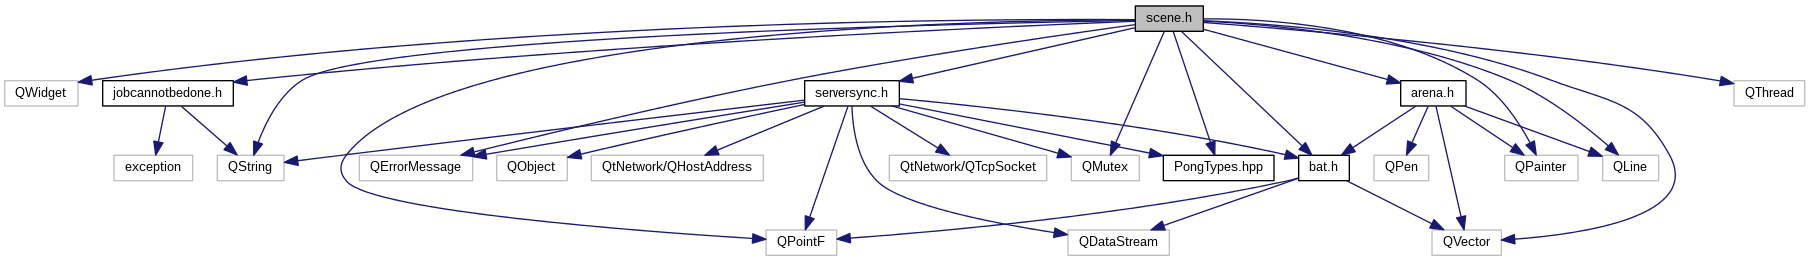 scene.h
QWidget
jobcannotbedone.h
serversync.h
arena.h
QThread
exception
QString
QErrorMessage
QObject
QtNetwork/QHostAddress
QtNetwork/QTcpSocket
QMutex
PongTypes.hpp
bat.h
QPen
QPainter
QLine
QPointF
QDataStream
QVector